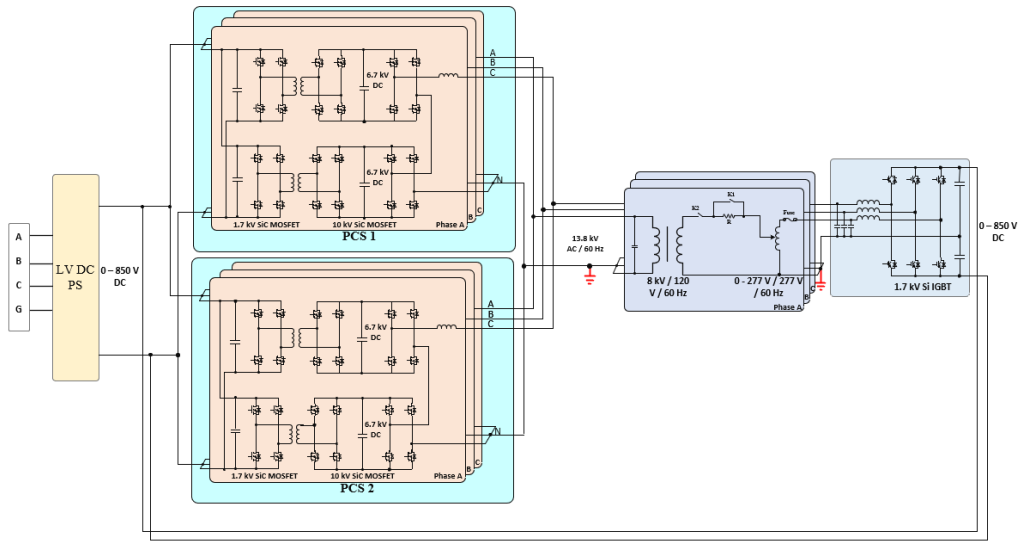 A
B
C
G
LV DC
PS
0 – 850 V
DC
6.7 kV
DC
6.7 kV
DC
1.7 kV SiC MOSFET
10 kV SiC MOSFET
Phase A
B
C
PCS 1
A
B
C
N
6.7 kV
DC
6.7 kV
DC
1.7 kV SiC MOSFET
10 kV SiC MOSFET
Phase A
B
C
PCS 2
A
B
C
N
13.8 kV
AC / 60 Hz
K1
K2
R
Fuse
8 kV / 120
V / 60 Hz
0 - 277 V / 277 V
/ 60 Hz
Phase A
B
C
1.7 kV Si IGBT
0 – 850 V
DC